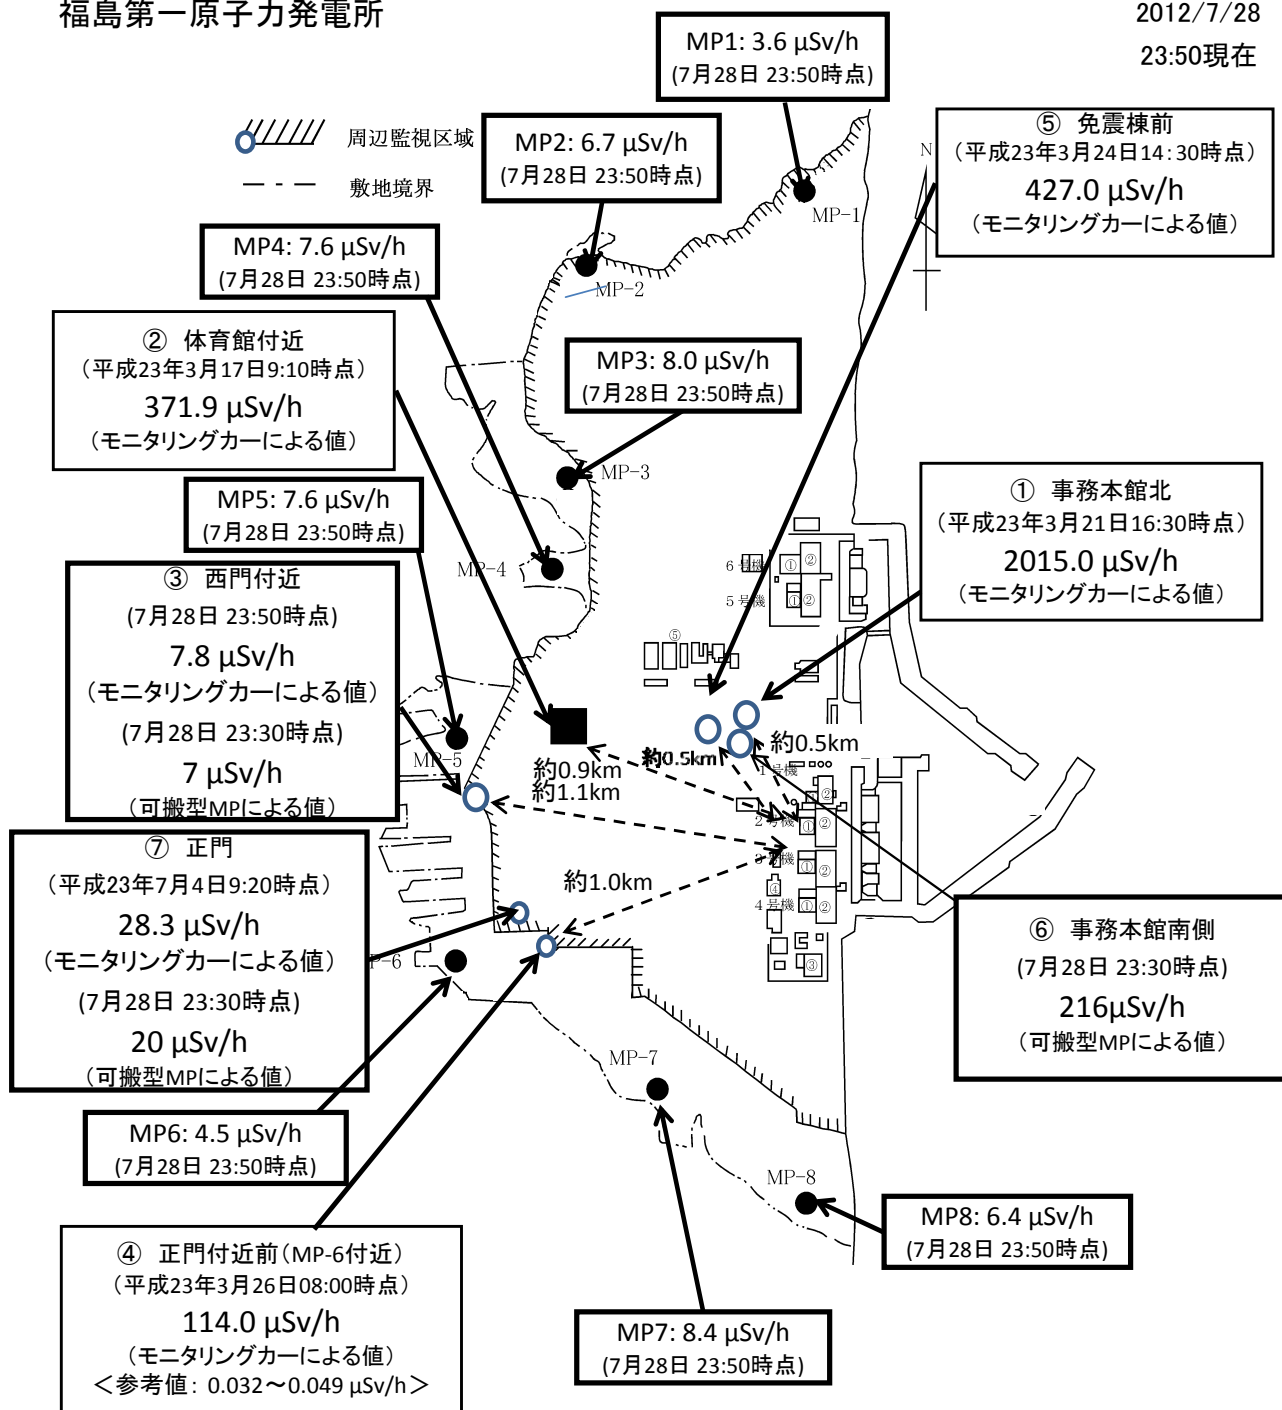 福島第一原子力発電所
2012/7/28
23:50現在
周辺監視区域
敷地境界
MP1: 3.6 μSv/h
(7月28日 23:50時点)
MP2: 6.7 μSv/h
(7月28日 23:50時点)
⑤ 免震棟前
（平成23年3月24日14:30時点）
427.0 μSv/h
（モニタリングカーによる値）
N
MP-1
MP4: 7.6 μSv/h
(7月28日 23:50時点)
MP-2
② 体育館付近
（平成23年3月17日9:10時点）
371.9 μSv/h
（モニタリングカーによる値）
MP3: 8.0 μSv/h
(7月28日 23:50時点)
MP-3
MP5: 7.6 μSv/h
(7月28日 23:50時点)
① 事務本館北
（平成23年3月21日16:30時点）
2015.0 μSv/h
（モニタリングカーによる値）
MP-4
6号機
① ②
5号機
① ②
⑤
③ 西門付近
(7月28日 23:50時点)
7.8 μSv/h
（モニタリングカーによる値）
(7月28日 23:30時点)
7 μSv/h
（可搬型MPによる値）
MP-5
約0.9km
約1.1km
約0.5km
約0.5km
1号機
②
2号機
① ②
3号機
① ②
④
4号機
① ②
③
約1.0km
⑦ 正門
（平成23年7月4日9:20時点）
28.3 μSv/h
（モニタリングカーによる値）
(7月28日 23:30時点)
20 μSv/h
（可搬型MPによる値）
P-6
⑥ 事務本館南側
(7月28日 23:30時点)
216μSv/h
（可搬型MPによる値）
MP-7
MP6: 4.5 μSv/h
(7月28日 23:50時点)
MP-8
MP8: 6.4 μSv/h
(7月28日 23:50時点)
④ 正門付近前（MP-6付近）
（平成23年3月26日08:00時点）
114.0 μSv/h
（モニタリングカーによる値）
＜参考値: 0.032～0.049 μSv/h＞
MP7: 8.4 μSv/h
(7月28日 23:50時点)